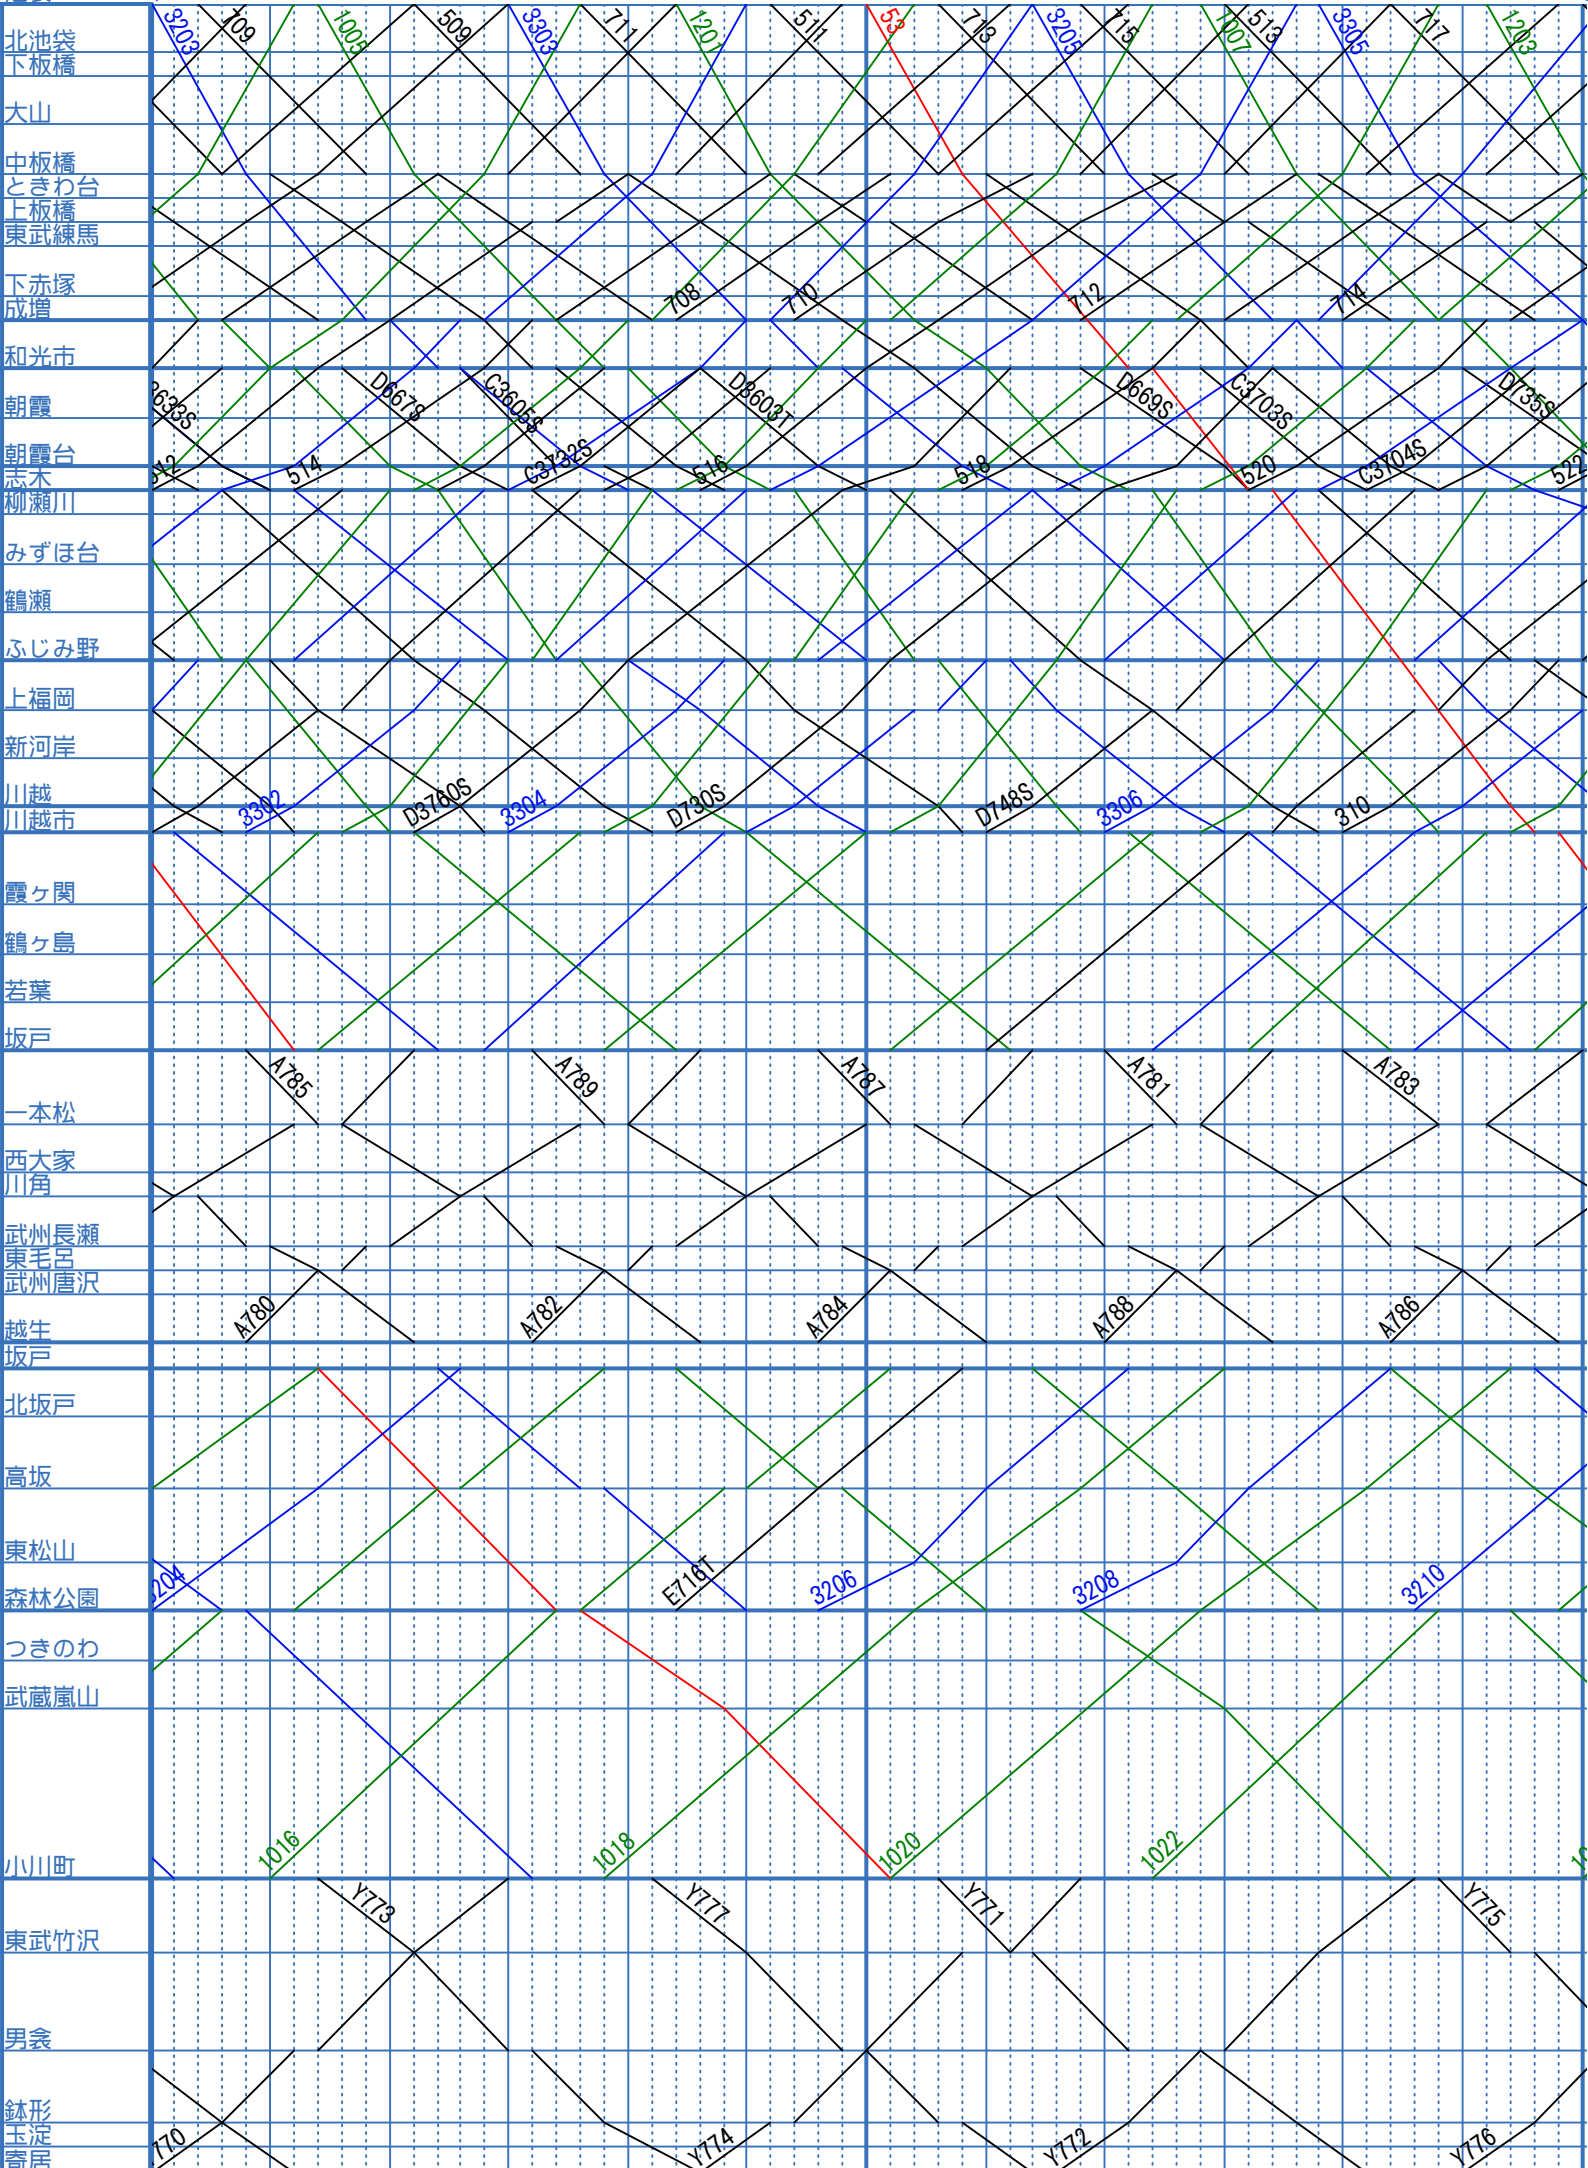 3203
709
1005
509
3303
711
1201
511
53
713
3205
715
1007
513
3305
717
1203
北池袋
下板橋
大山
中板橋
ときわ台
上板橋
東武練馬
下赤塚
708
710
712
714
成増
和光市
朝霞
3633S
D667S
C3605S
D3603T
D669S
C3703S
D735S
朝霞台
志木
512
514
C3732S
516
518
520
C3704S
522
柳瀬川
みずほ台
鶴瀬
ふじみ野
上福岡
新河岸
川越
川越市
3302
D3760S
3304
D730S
D748S
3306
310
霞ヶ関
鶴ヶ島
若葉
坂戸
A785
A789
A787
A781
A783
一本松
西大家
川角
武州長瀬
東毛呂
武州唐沢
越生
A780
A782
A784
A788
A786
坂戸
北坂戸
高坂
東松山
森林公園
3204
E716T
3206
3208
3210
つきのわ
武蔵嵐山
小川町
1016
1018
1020
1022
Y773
Y777
Y771
Y775
東武竹沢
男衾
鉢形
玉淀
寄居
770
Y774
Y772
Y776